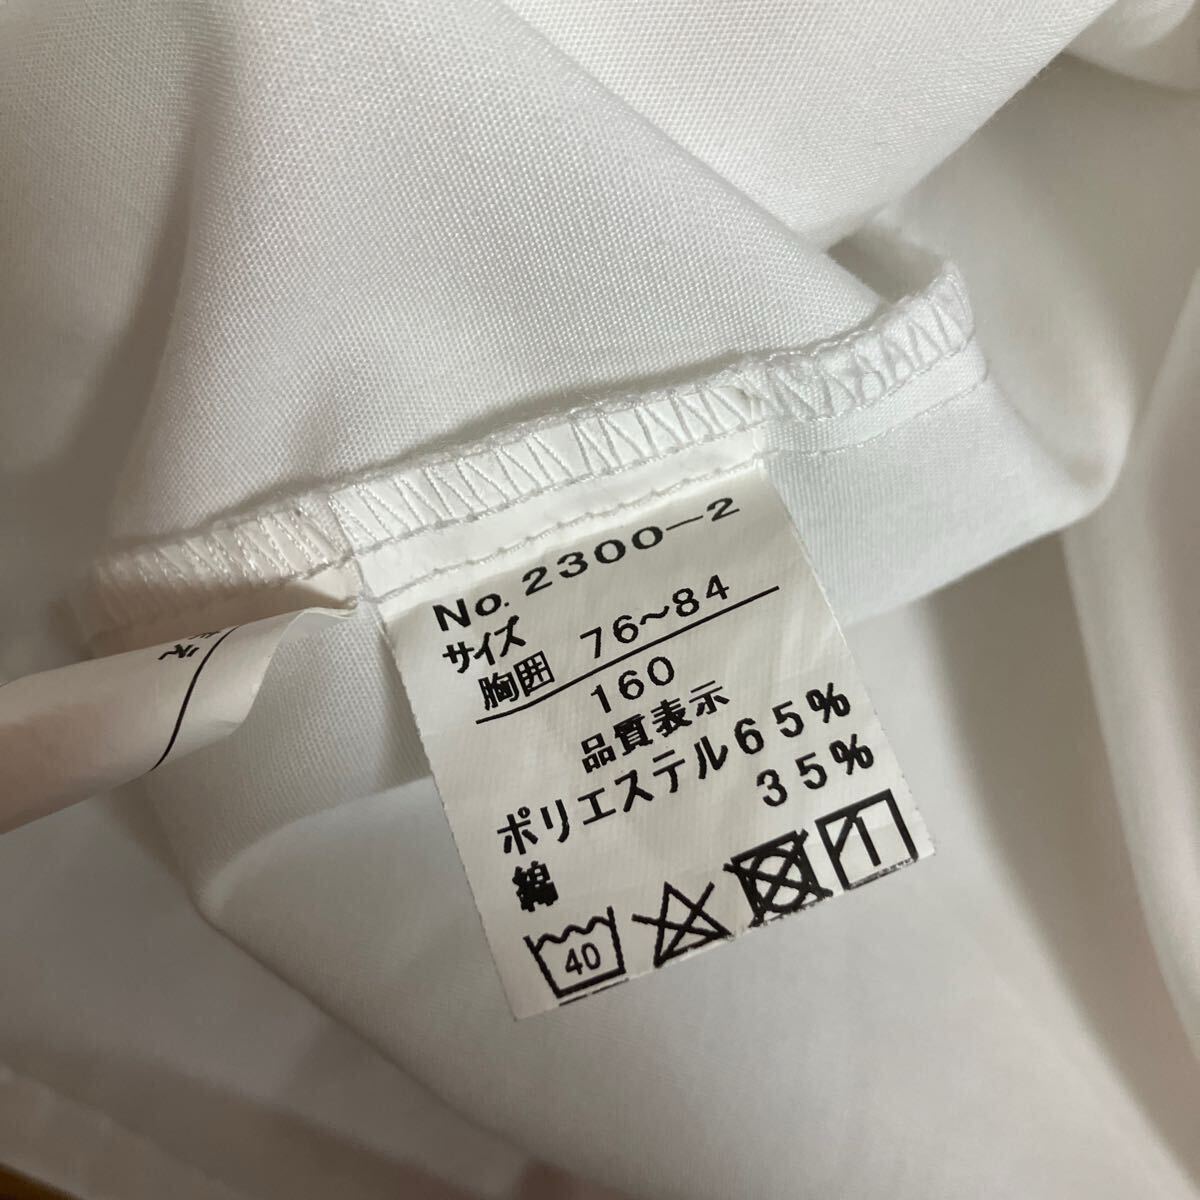 No. 2300-2
サイズ
胸囲 76~84
160
品質表示
ポリエステル65%
綿 35%
40